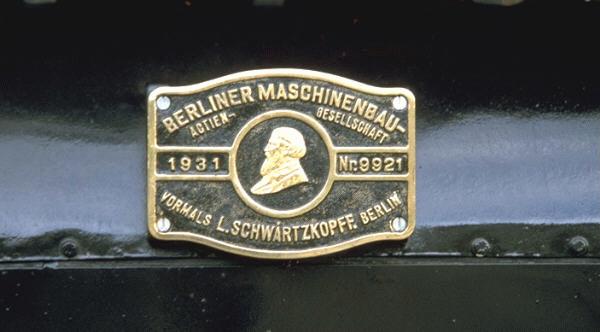 BERLINER MASCHINENBAU-
ACTIEN- GESELLSCHAFT
1931 Nr. 9921
VORMALS L. SCHWARTZKOPFF. BERLIN